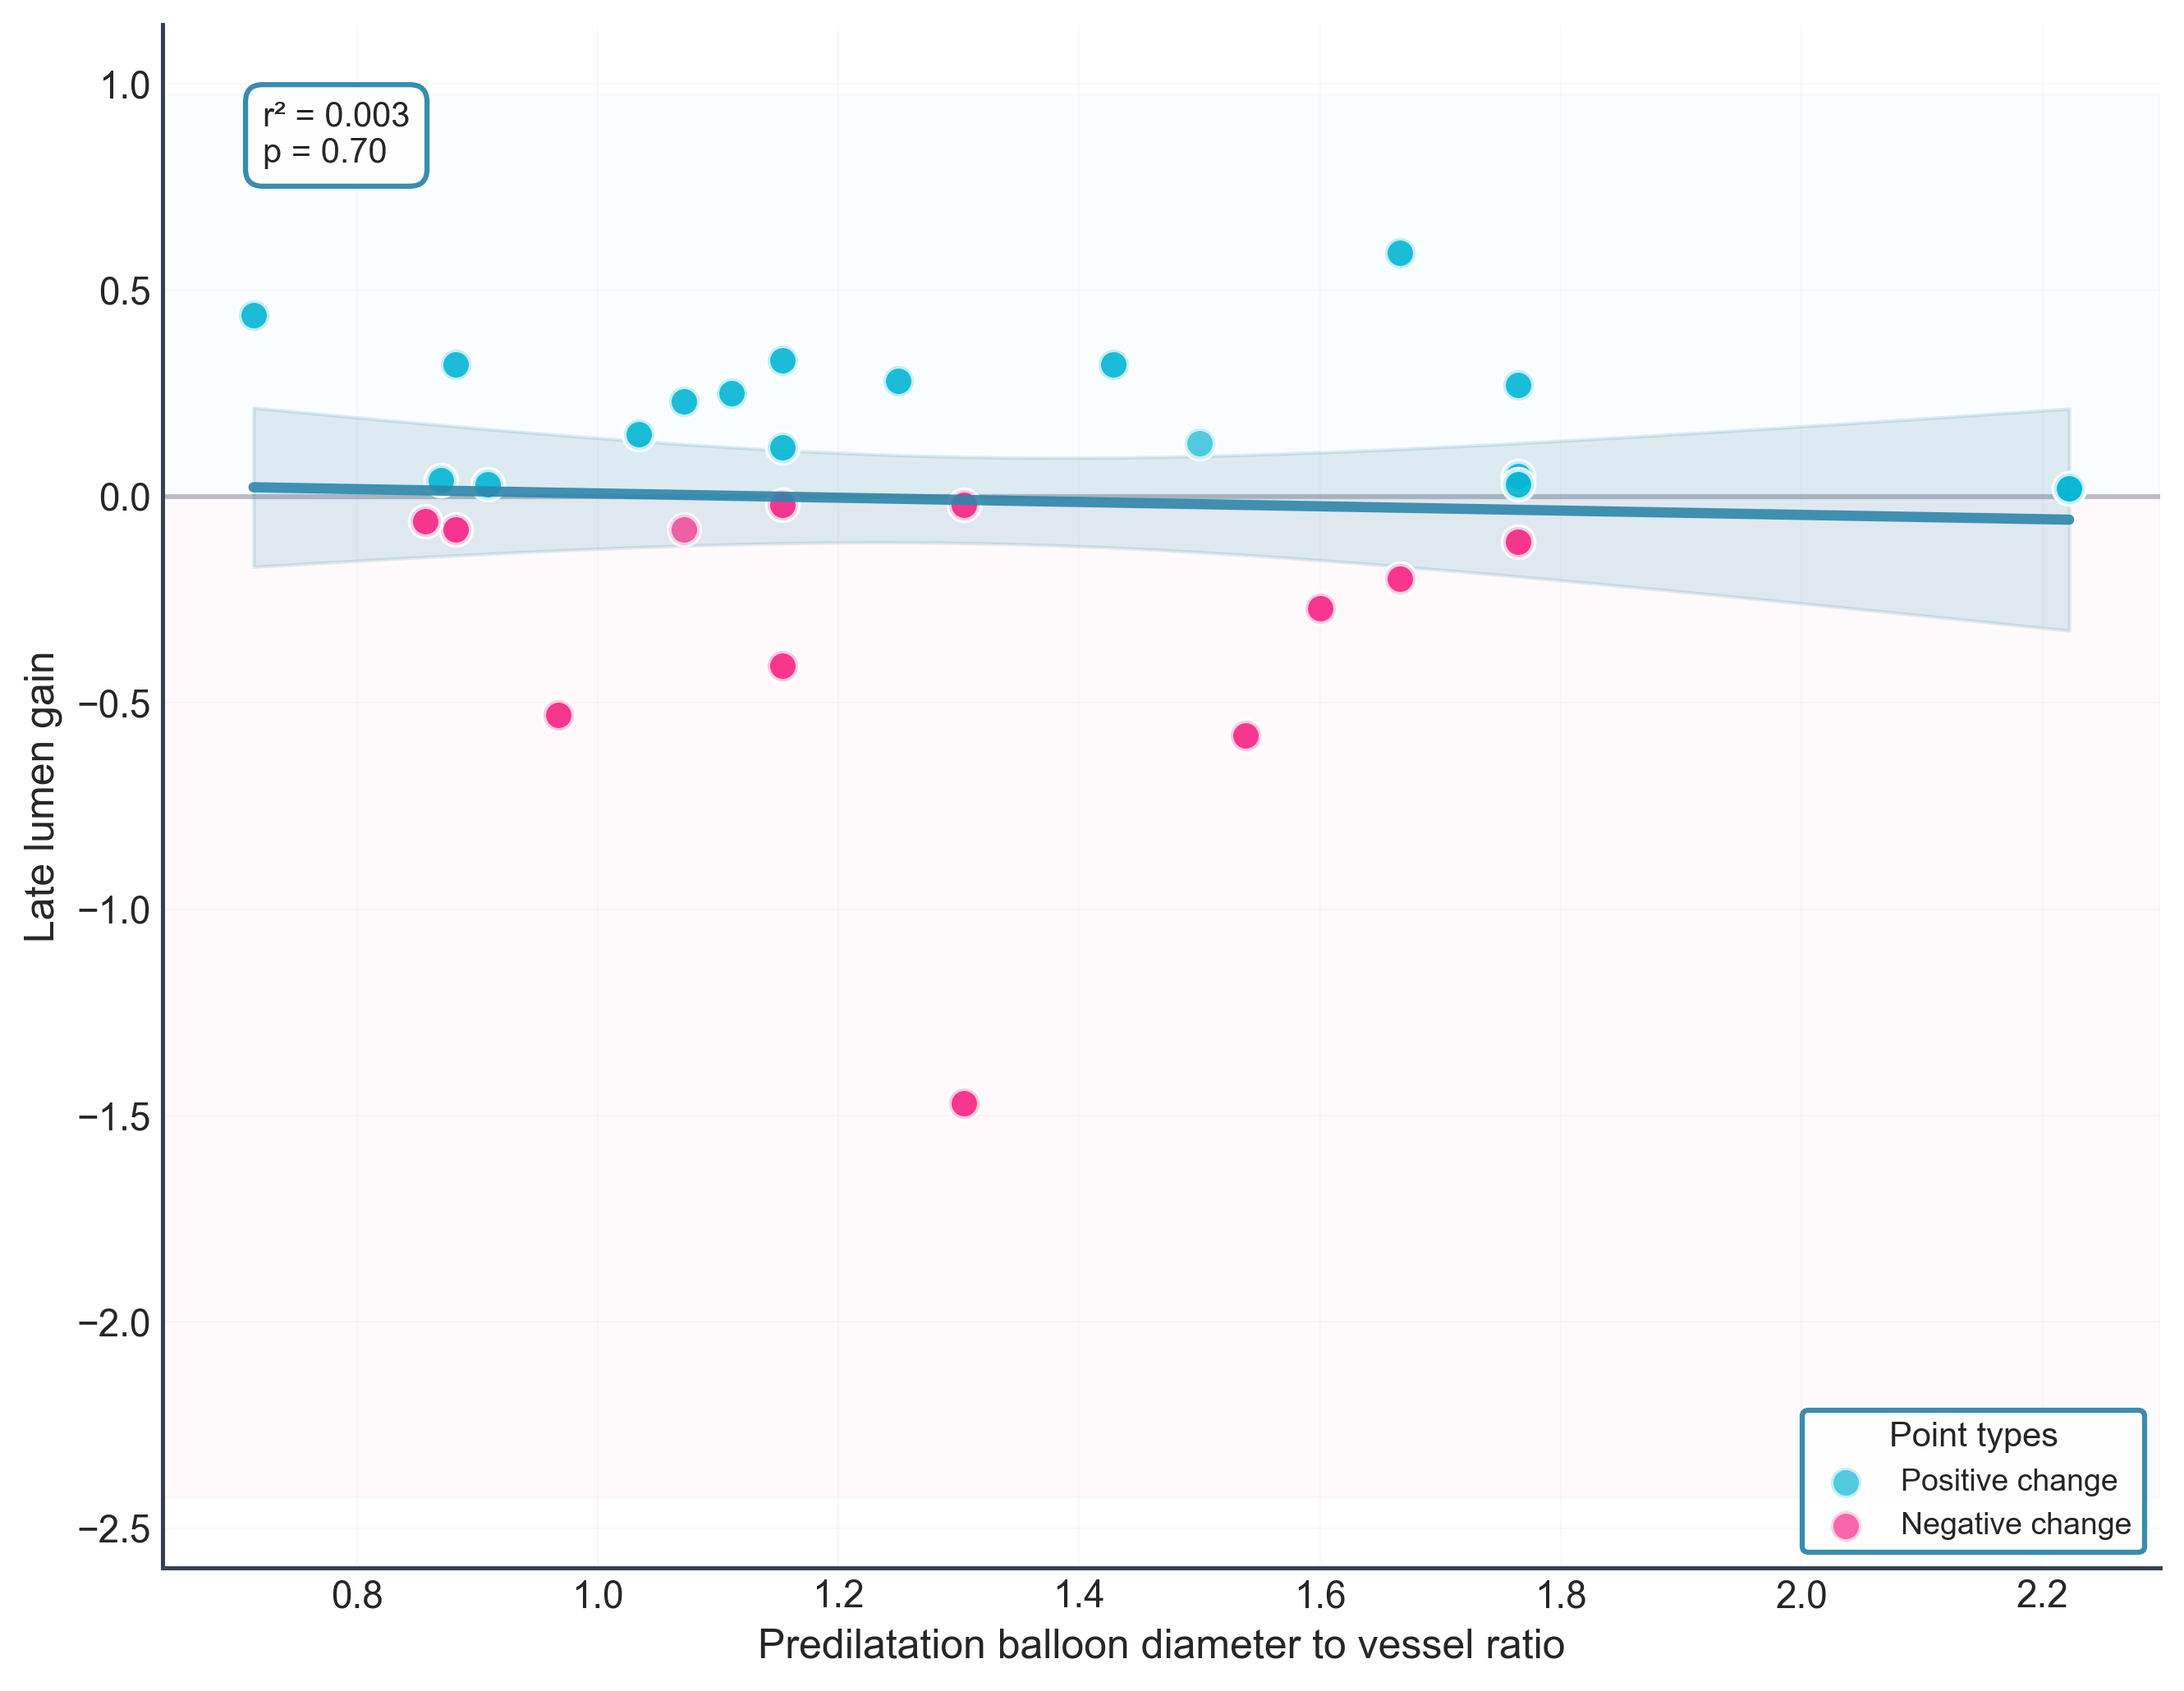 r² = 0.003
p = 0.70
1.0
0.5
0.0
−0.5
−1.0
−1.5
−2.0
−2.5
Late lumen gain
0.8 1.0 1.2 1.4 1.6 1.8 2.0 2.2
Predilatation balloon diameter to vessel ratio
Point types
Positive change
Negative change